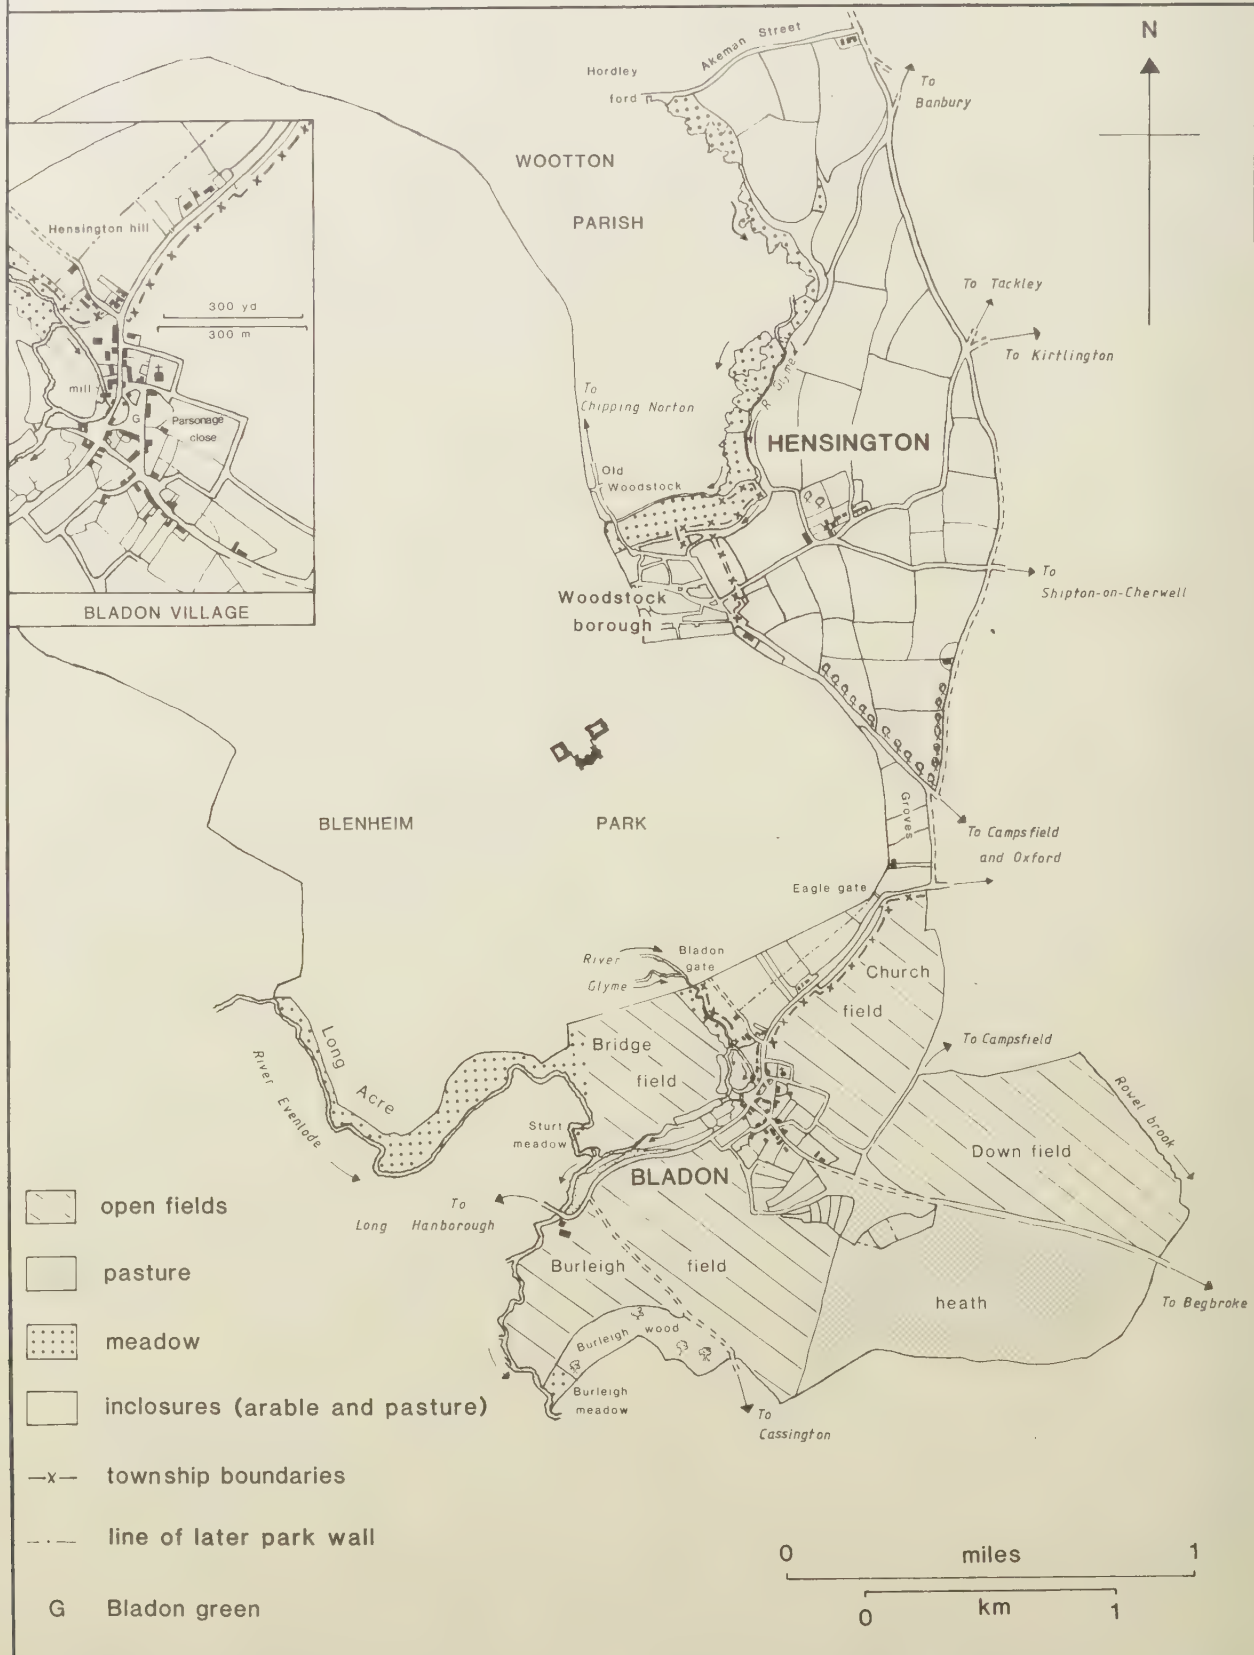 N
Akeman Street
Hordley
ford
To
Banbury
WOOTTON
PARISH
Hensington hill
300 yd
300 m
mill
G
Parsonage
close
BLADON VILLAGE
To Tackley
To Kirtlington
R Glyme
To
Chipping Norton
HENSINGTON
Old
Woodstock
To
Shipton-on-Cherwell
Woodstock
borough
BLENHEIM
PARK
Groves
To Campsfield
and Oxford
Eagle gate
River
Glyme
Bladon
gate
Church
field
Long
Acre
River Evenlode
Bridge
field
To Campsfield
Rowel brook
Sturt
meadow
BLADON
Down field
To
Long Hanborough
Burleigh
field
heath
To Begbroke
Burleigh wood
Burleigh
meadow
To
Cassington
open fields
pasture
meadow
inclosures (arable and pasture)
—x— township boundaries
line of later park wall
G Bladon green
0 miles 1
0 km 1